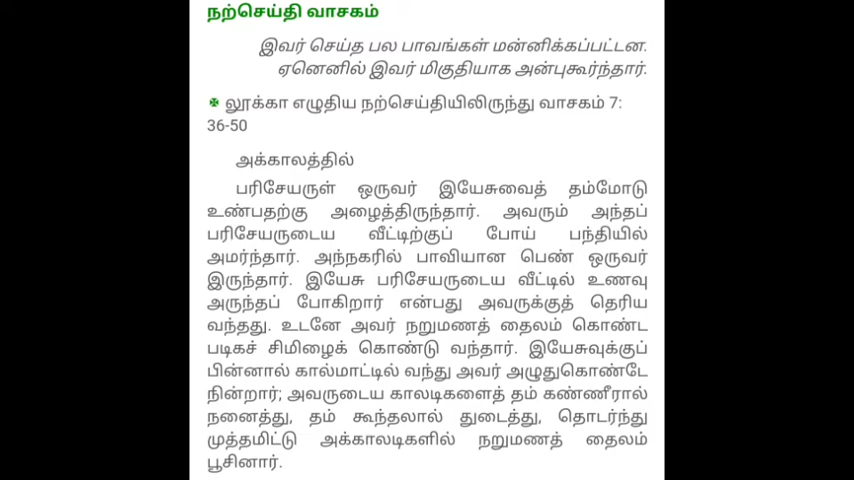 நற்செய்தி வாசகம்
இவர் செய்த பல பாவங்கள் மன்னிக்கப்பட்டன.
ஏனெனில் இவர் மிகுதியாக அன்புகூர்ந்தார்.
✠ லூக்கா எழுதிய நற்செய்தியிலிருந்து வாசகம் 7:
36-50
அக்காலத்தில்
பரிசேயருள் ஒருவர் இயேசுவைத் தம்மோடு
உண்பதற்கு அழைத்திருந்தார். அவரும் அந்தப்
பரிசேயருடைய வீட்டிற்குப் போய் பந்தியில்
அமர்ந்தார். அந்நகரில் பாவியான பெண் ஒருவர்
இருந்தார். இயேசு பரிசேயருடைய வீட்டில் உணவு
அருந்தப் போகிறார் என்பது அவருக்குத் தெரிய
வந்தது. உடனே அவர் நறுமணத் தைலம் கொண்ட
படிகச் சிமிழைக் கொண்டு வந்தார். இயேசுவுக்குப்
பின்னால் கால்மாட்டில் வந்து அவர் அழுதுகொண்டே
நின்றார்; அவருடைய காலடிகளைத் தம் கண்ணீரால்
நனைத்து, தம் கூந்தலால் துடைத்து, தொடர்ந்து
முத்தமிட்டு அக்காலடிகளில் நறுமணத் தைலம்
பூசினார்.